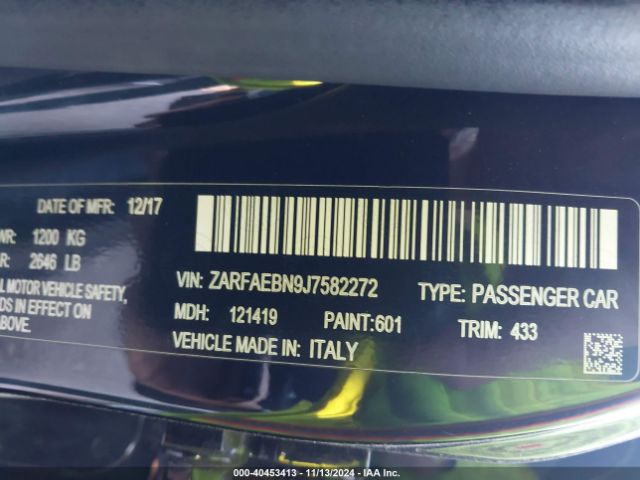 DATE OF MFR: 12/17
WR: 1200 KG
R: 2646 LB
L MOTOR VEHICLE SAFETY,
DS IN EFFECT ON
ABOVE.
VIN: ZARFAEBN9J7582272 TYPE: PASSENGER CAR
MDH: 121419 PAINT:601 TRIM: 433
VEHICLE MADE IN: ITALY
000-40453413 - 11/13/2024 - IAA Inc.